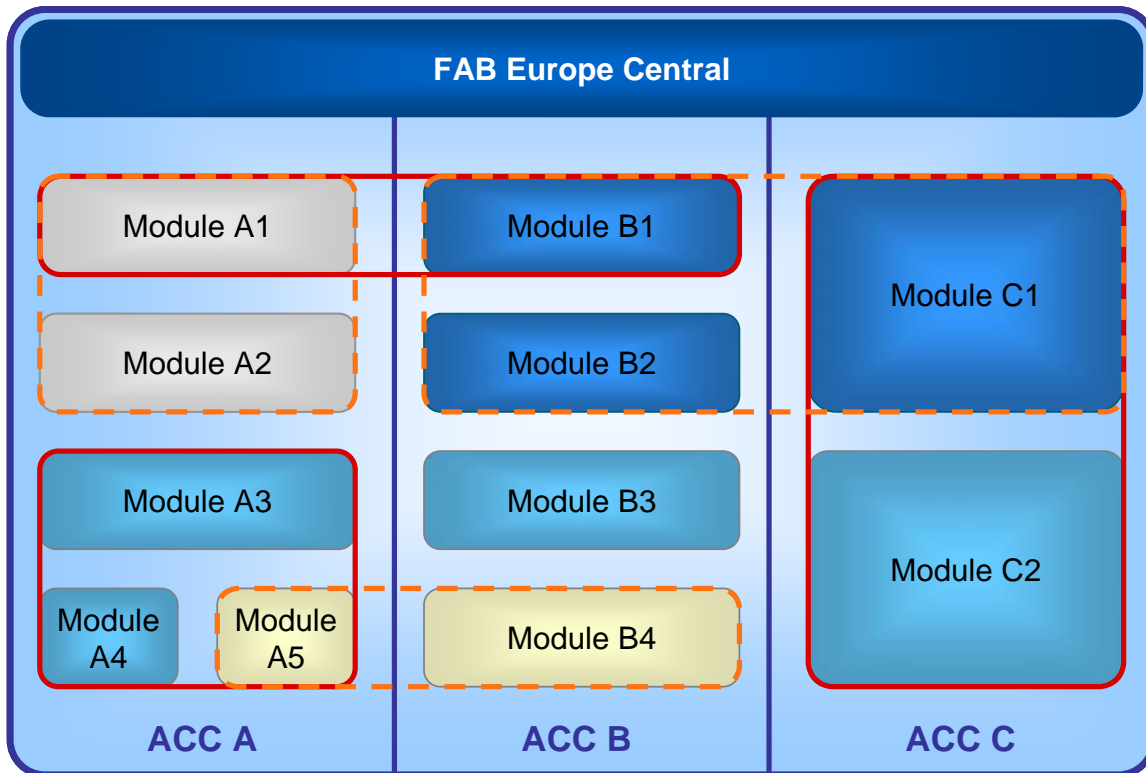 FAB Europe Central
Module A1
Module B1
Module C1
Module A2
Module B2
Module A3
Module B3
Module C2
Module
A4
Module
A5
Module B4
ACC A
ACC B
ACC C